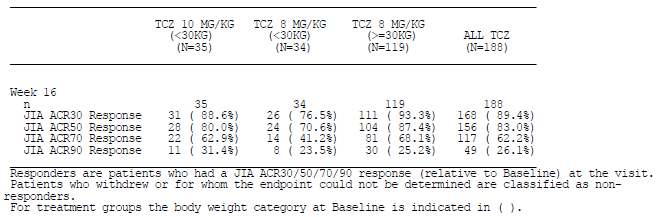 TCZ 10 MG/KG TCZ 8 MG/KG TCZ 8 MG/KG
(<30KG) (<30KG) (>=30KG) ALL TCZ
(N=35) (N=34) (N=119) (N=188)
Week 16
n 35 34 119 188
JIA ACR30 Response 31 ( 88.6%) 26 ( 76.5%) 111 ( 93.3%) 168 ( 89.4%)
JIA ACR50 Response 28 ( 80.0%) 24 ( 70.6%) 104 ( 87.4%) 156 ( 83.0%)
JIA ACR70 Response 22 ( 62.9%) 14 ( 41.2%) 81 ( 68.1%) 117 ( 62.2%)
JIA ACR90 Response 11 ( 31.4%) 8 ( 23.5%) 30 ( 25.2%) 49 ( 26.1%)
Responders are patients who had a JIA ACR30/50/70/90 response (relative to Baseline) at the visit.
Patients who withdrew or for whom the endpoint could not be determined are classified as non-
responders.
For treatment groups the body weight category at Baseline is indicated in ( ).